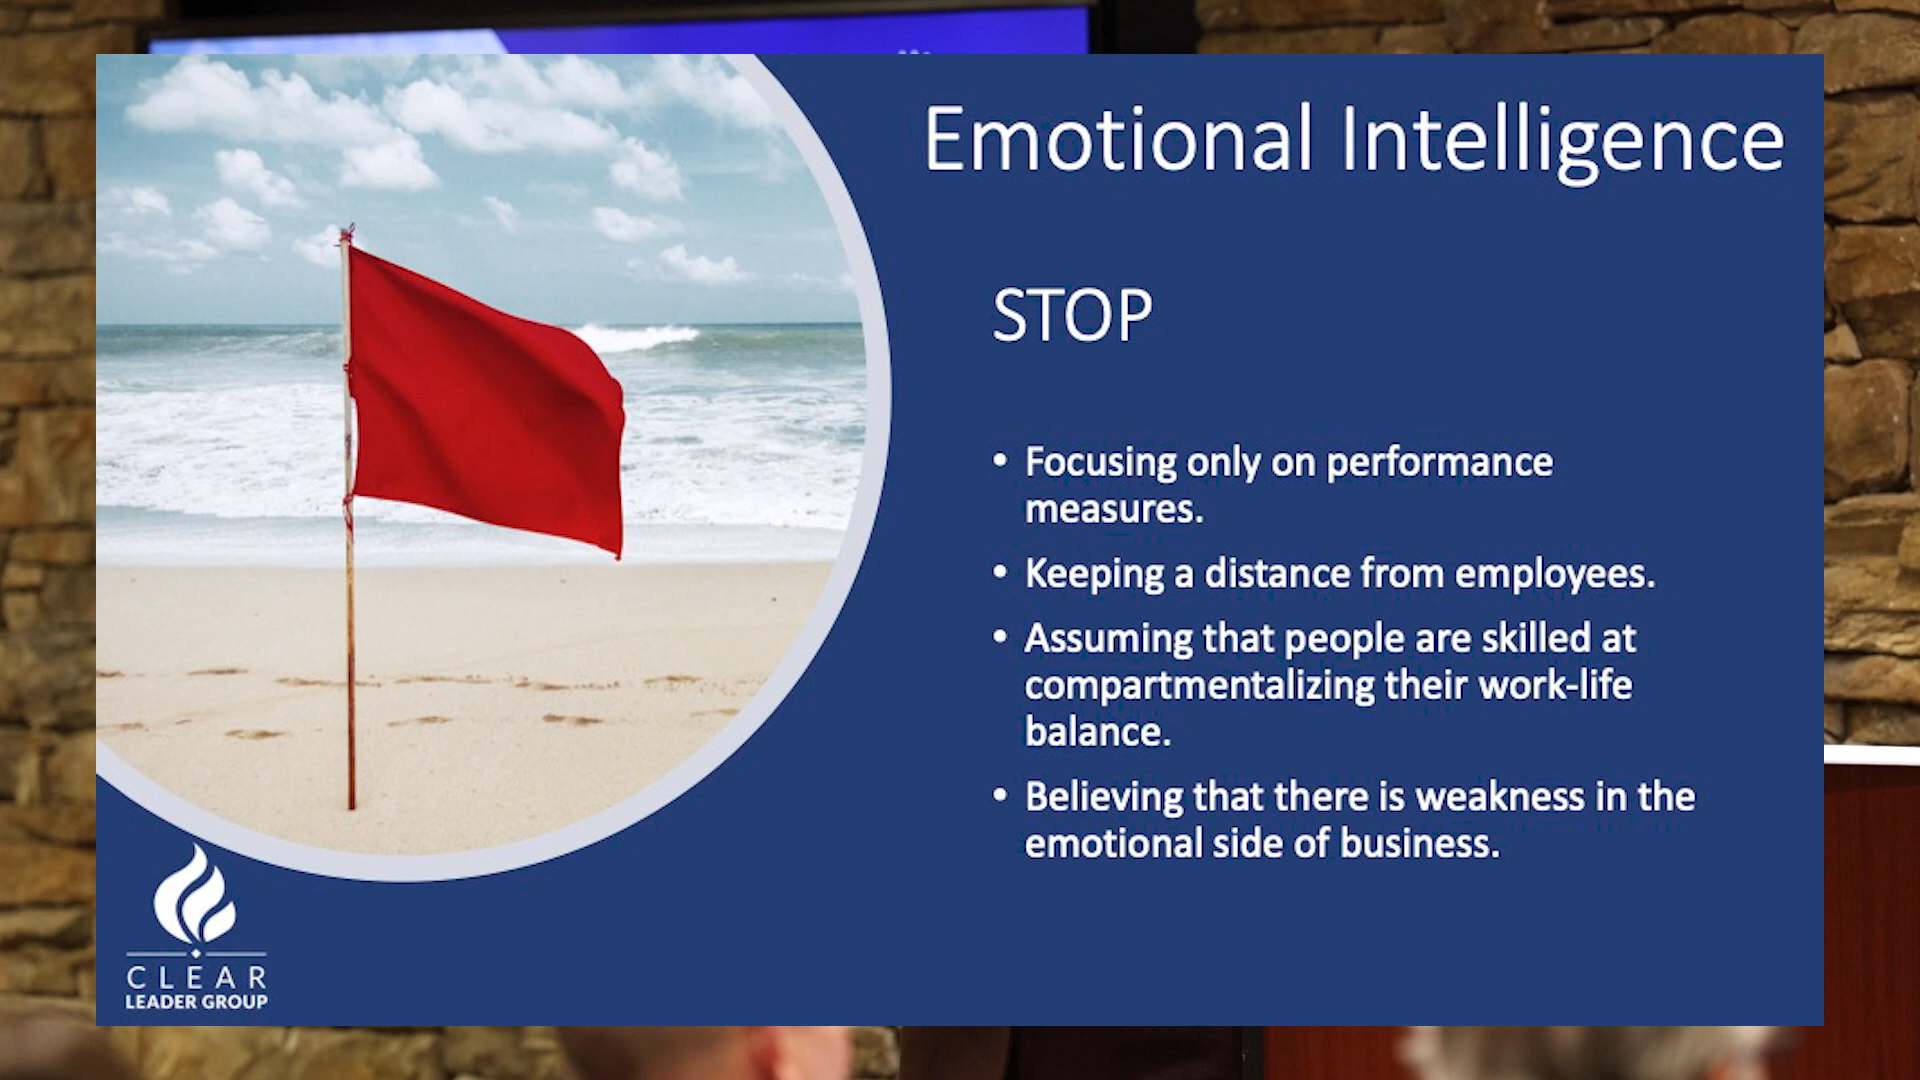 Emotional Intelligence
STOP
• Focusing only on performance
measures.
• Keeping a distance from employees.
• Assuming that people are skilled at
compartmentalizing their work-life
balance.
• Believing that there is weakness in the
emotional side of business.
CLEAR
LEADER GROUP